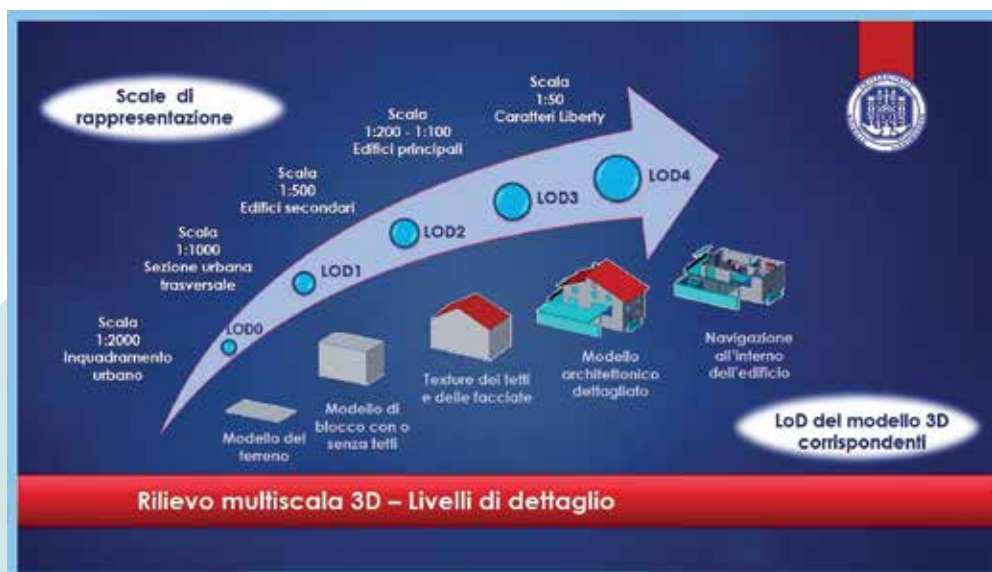 Scale di
rappresentazione
Scala
1:50
Caratteri Liberty
Scala
1:200 - 1:100
Edifici principali
Scala
1:500
Edifici secondari
Scala
1:1000
Sezione urbana
trasversale
Scala
1:2000
Inquadramento
urbano
LOD0
LOD1
LOD2
LOD3
LOD4
Modello del
terreno
Modello di
blocco con o
senza tetti
Texture dei tetti
e delle facciate
Modello
architettonico
dettagliato
Navigazione
all'interno
dell'edificio
LoD del modello 3D
corrispondenti
Rilievo multiscala 3D – Livelli di dettaglio